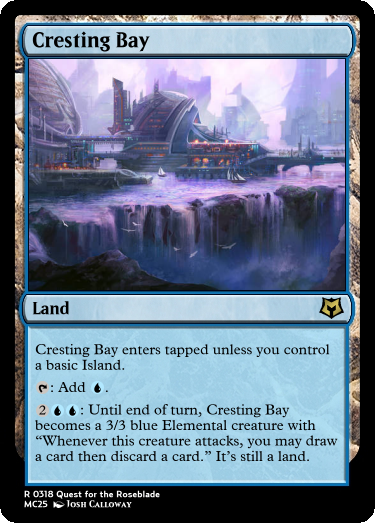 Cresting Bay
Land
Cresting Bay enters tapped unless you control
a basic Island.
: Add .
2 : Until end of turn, Cresting Bay
becomes a 3/3 blue Elemental creature with
“Whenever this creature attacks, you may draw
a card then discard a card.” It’s still a land.
R 0318 Quest for the Roseblade
MC25 Josh Calloway